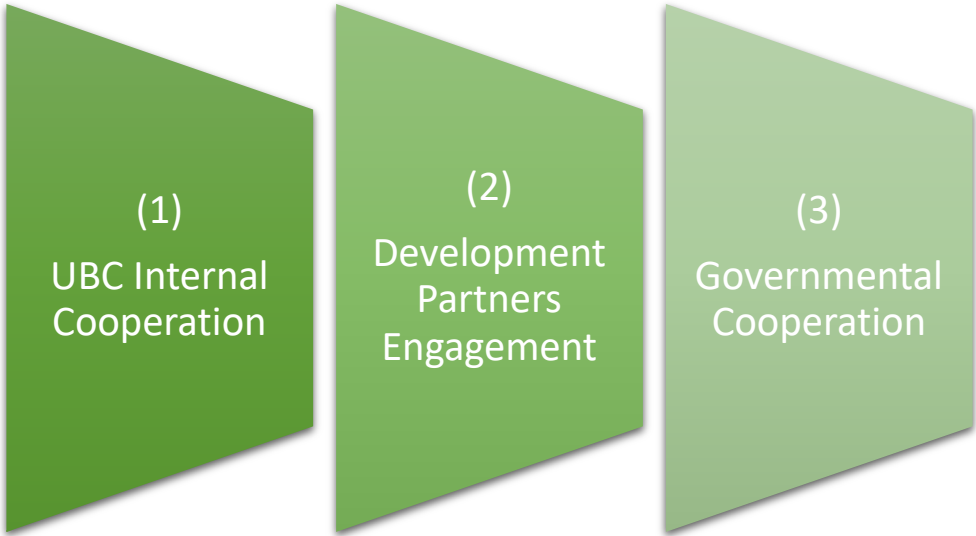 (1)
UBC Internal
Cooperation
(2)
Development
Partners
Engagement
(3)
Governmental
Cooperation